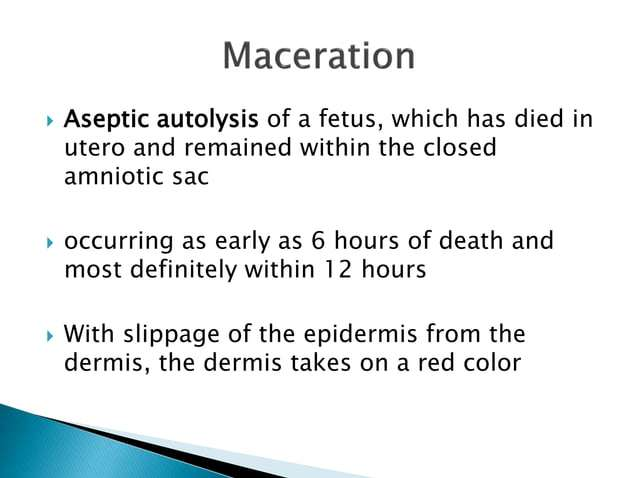 Maceration
Aseptic autolysis of a fetus, which has died in
utero and remained within the closed
amniotic sac
occurring as early as 6 hours of death and
most definitely within 12 hours
With slippage of the epidermis from the
dermis, the dermis takes on a red color